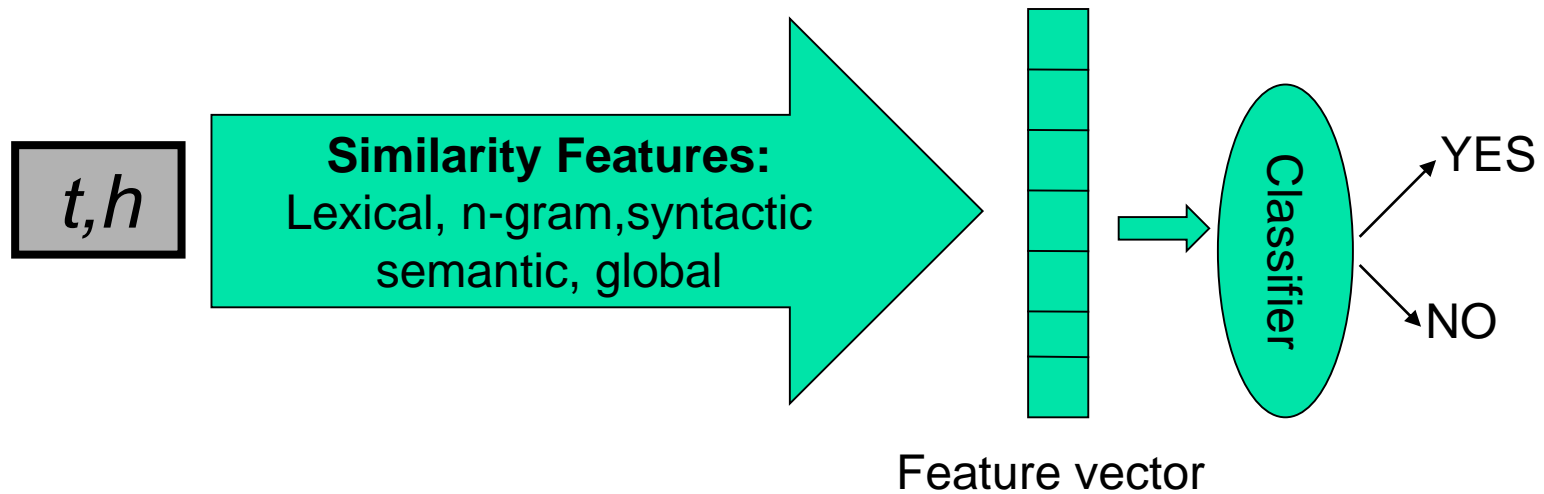 t,h
Similarity Features:
Lexical, n-gram,syntactic
semantic, global
Classifier
YES
NO
Feature vector